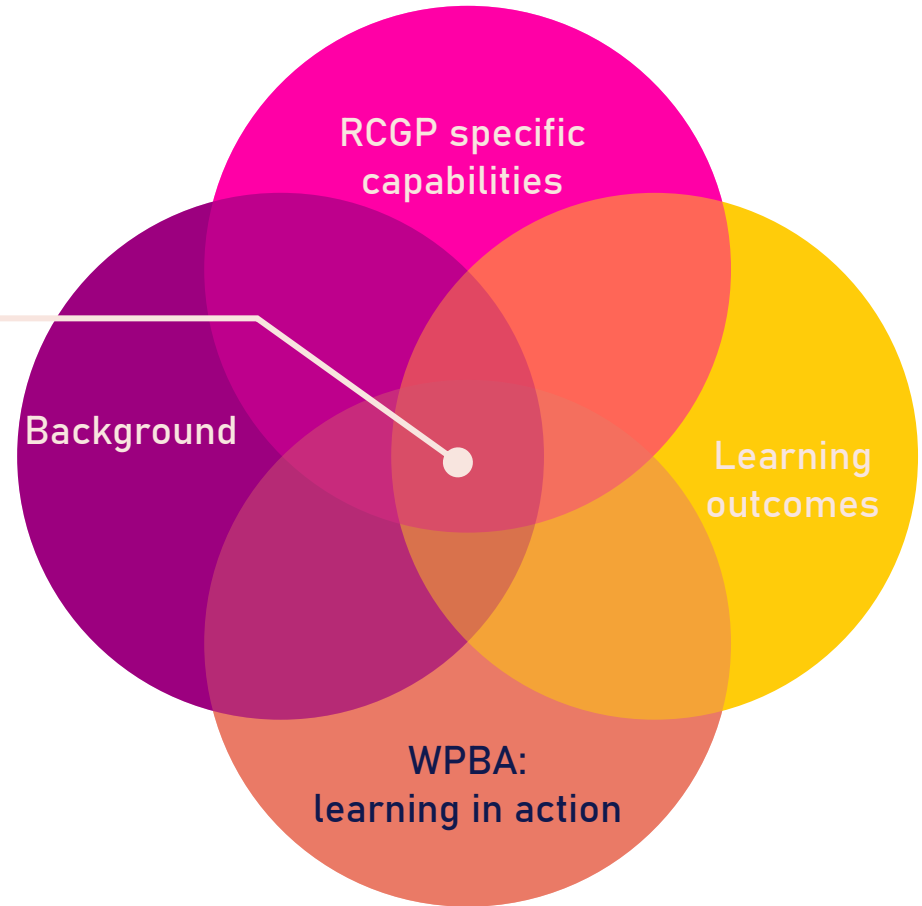 RCGP specific
capabilities
Background
Learning
outcomes
WPBA:
learning in action